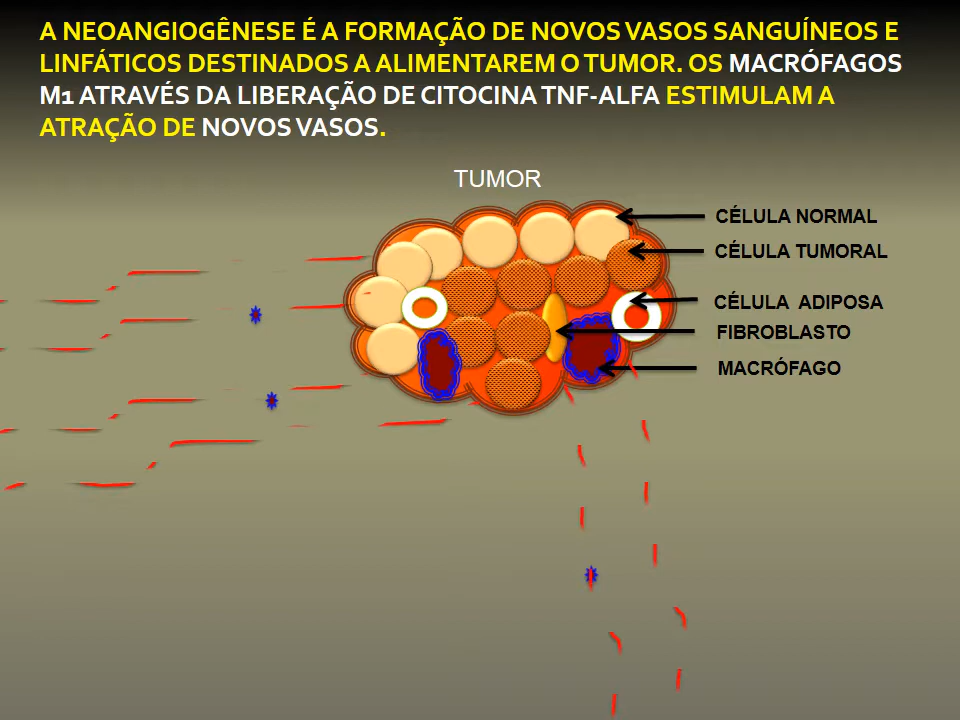 A NEOANGIOGÊNESE É A FORMAÇÃO DE NOVOS VASOS SANGUÍNEOS E
LINFÁTICOS DESTINADOS A ALIMENTAREM O TUMOR. OS MACRÓFAGOS
M1 ATRAVÉS DA LIBERAÇÃO DE CITOCINA TNF-ALFA ESTIMULAM A
ATRAÇÃO DE NOVOS VASOS.
TUMOR
CÉLULA NORMAL
CÉLULA TUMORAL
CÉLULA ADIPOSA
FIBROBLASTO
MACRÓFAGO